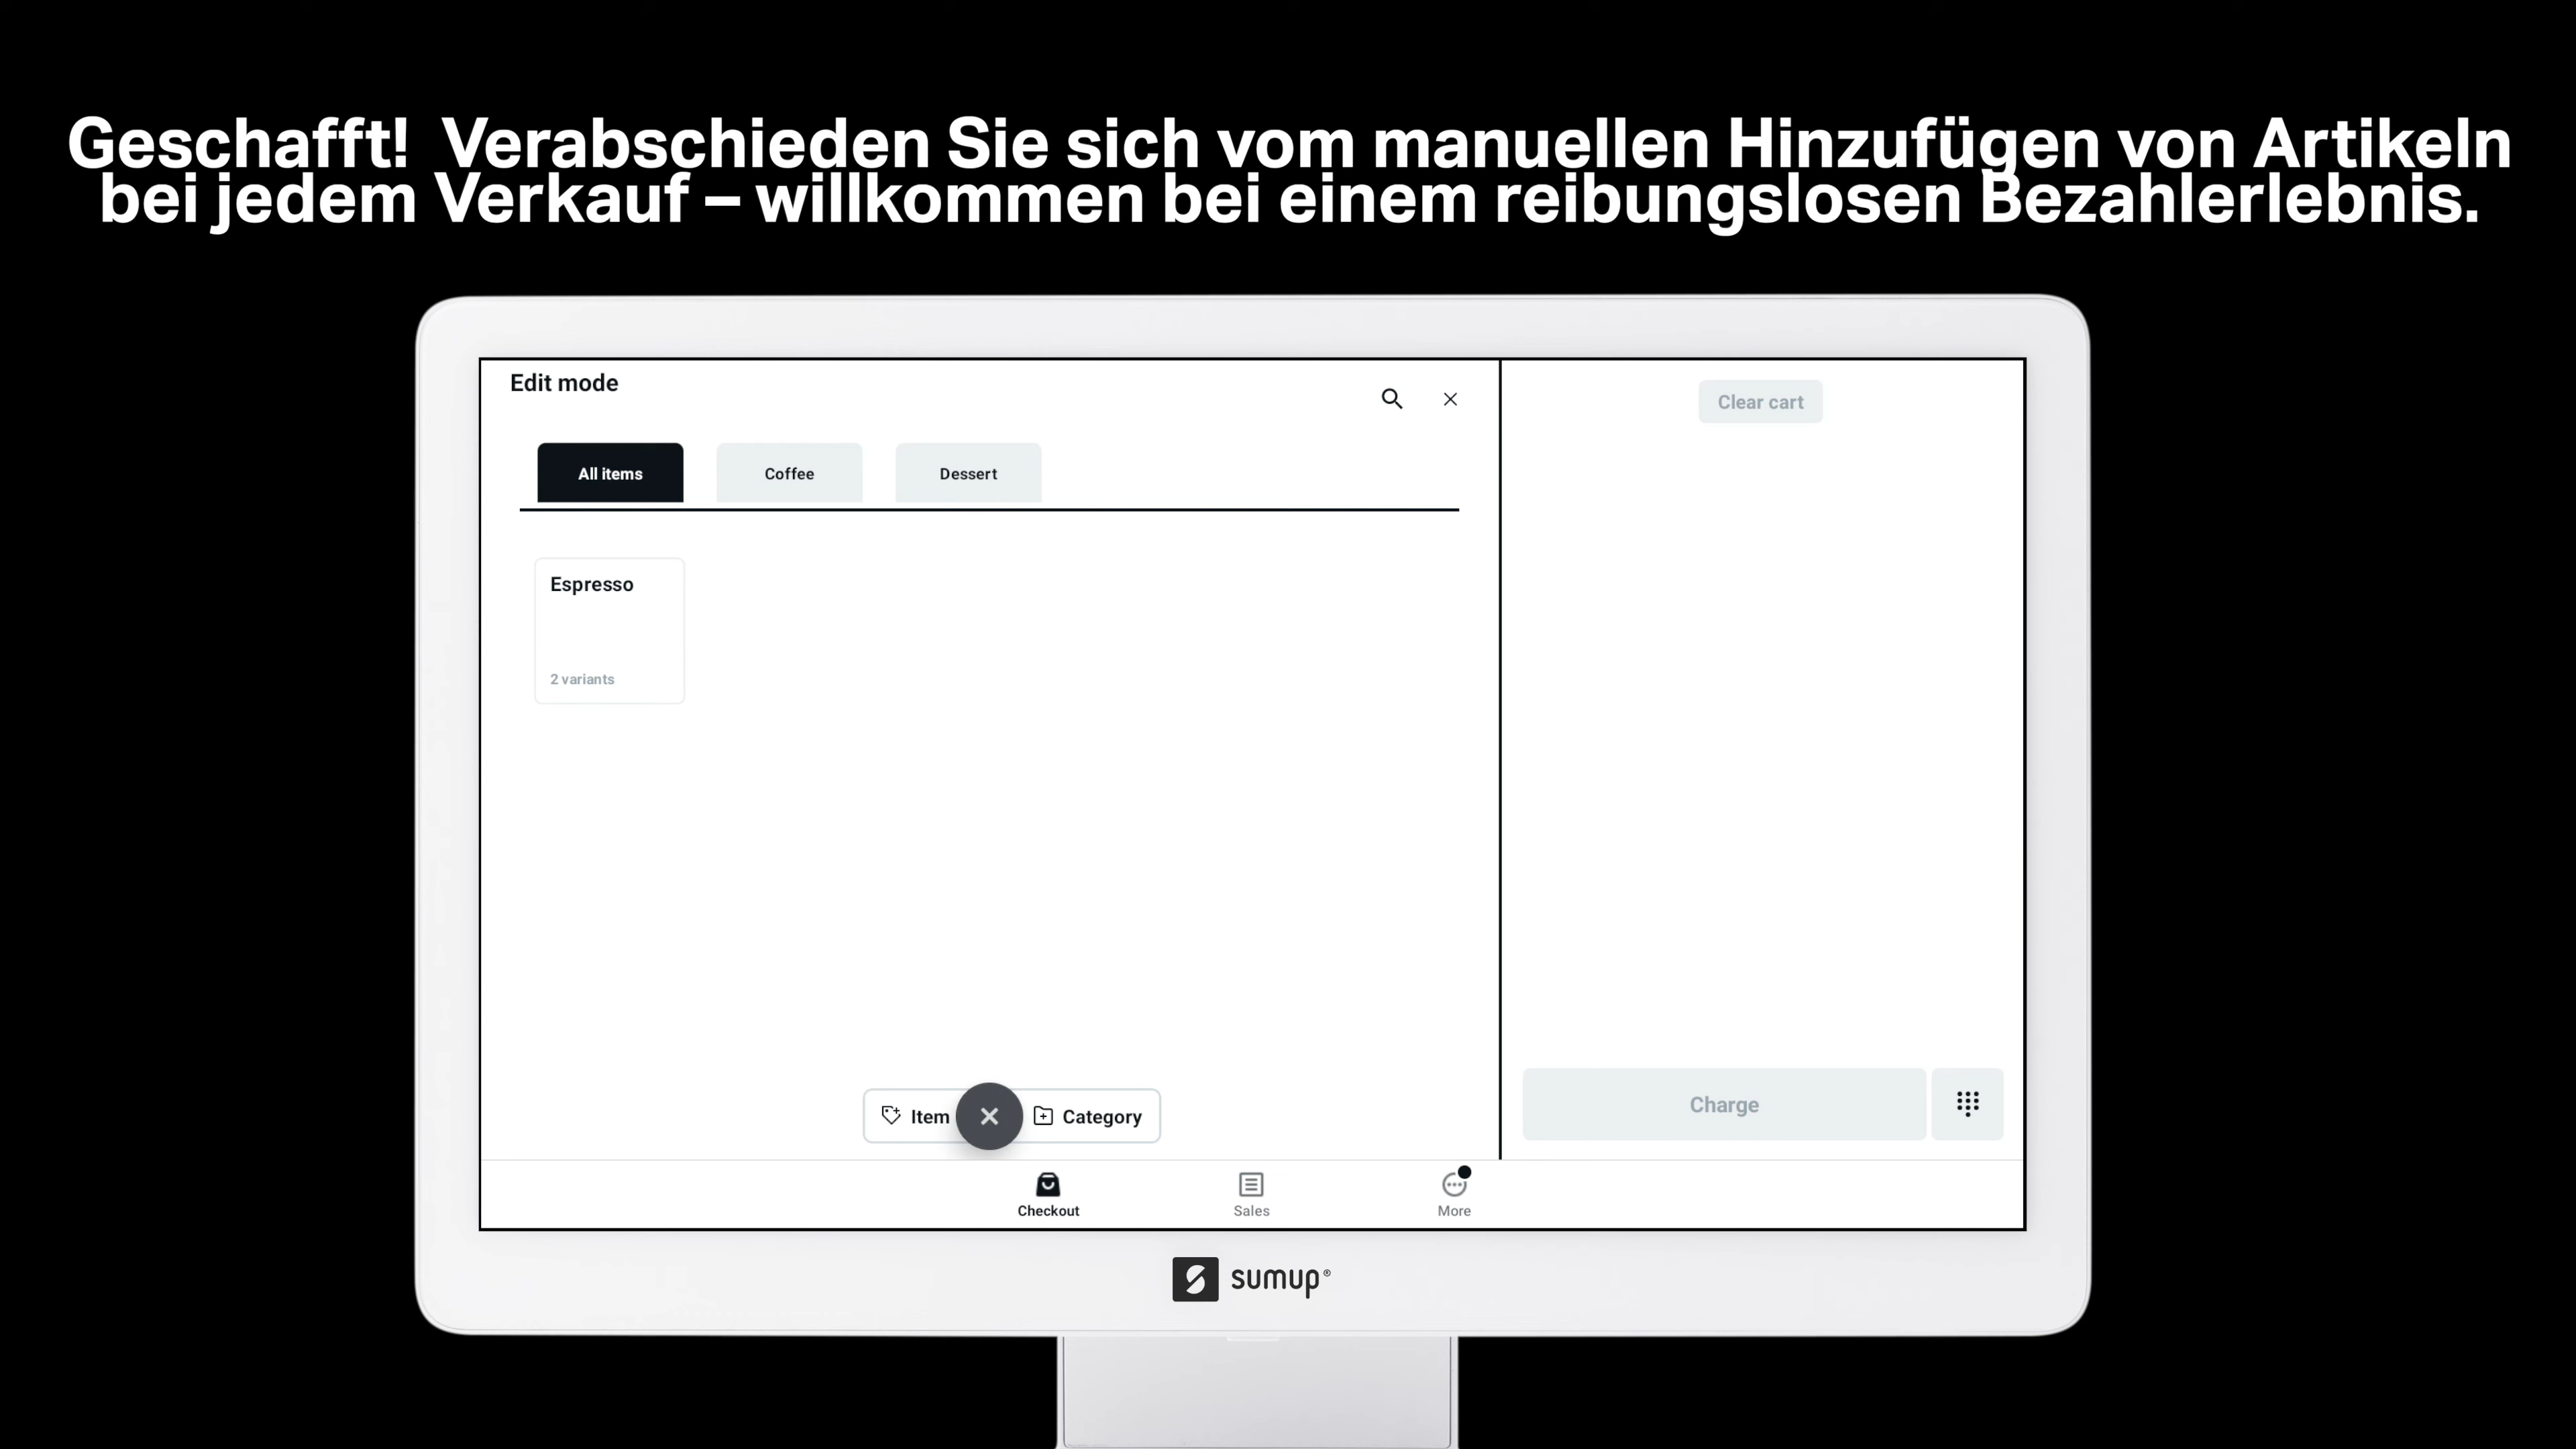 Geschafft! Verabschieden Sie sich vom manuellen Hinzufügen von Artikeln
bei jedem Verkauf – willkommen bei einem reibungslosen Bezahlerlebnis.
Edit mode
Clear cart
All items
Coffee
Dessert
Espresso
2 variants
Item
Category
Charge
Checkout
Sales
More
sumup®